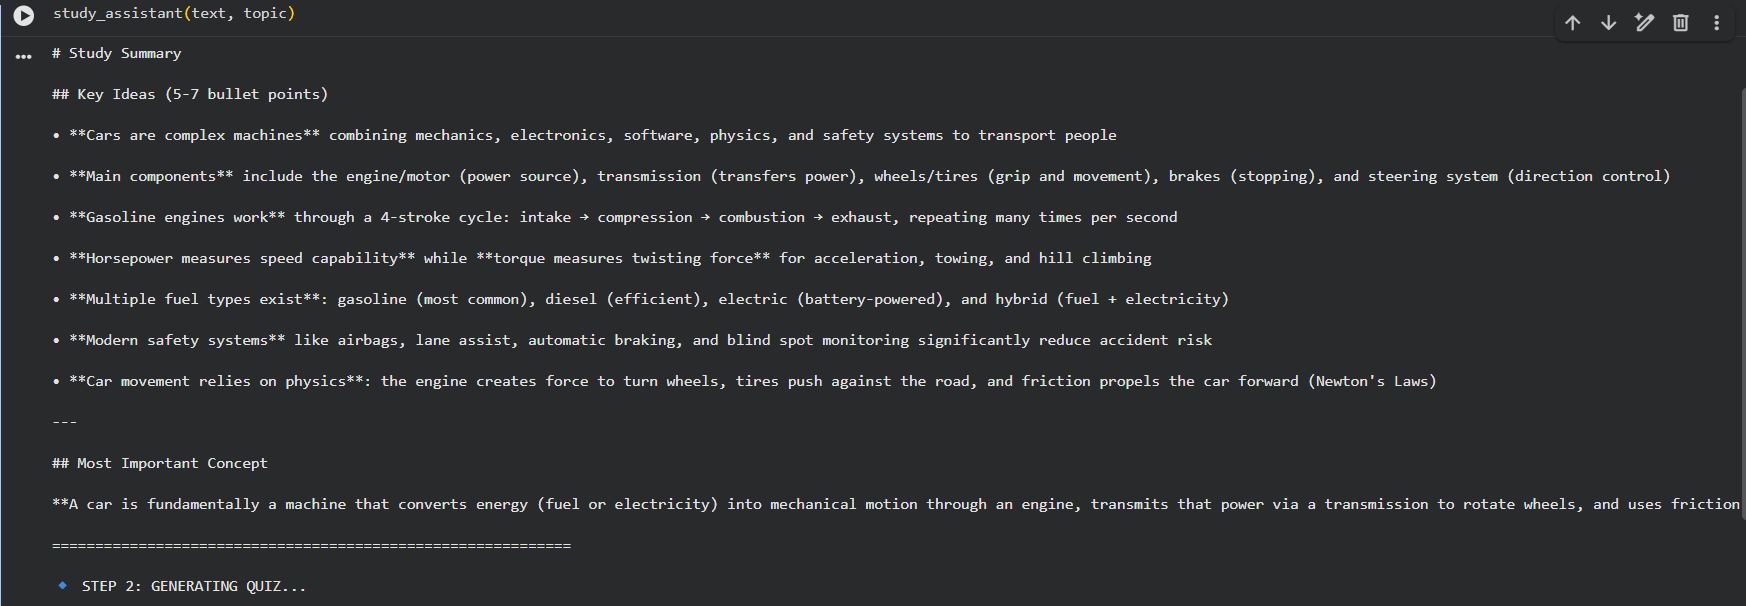 study_assistant(text, topic)
# Study Summary
## Key Ideas (5-7 bullet points)
• **Cars are complex machines** combining mechanics, electronics, software, physics, and safety systems to transport people
• **Main components** include the engine/motor (power source), transmission (transfers power), wheels/tires (grip and movement), brakes (stopping), and steering system (direction control)
• **Gasoline engines work** through a 4-stroke cycle: intake → compression → combustion → exhaust, repeating many times per second
• **Horsepower measures speed capability** while **torque measures twisting force** for acceleration, towing, and hill climbing
• **Multiple fuel types exist**: gasoline (most common), diesel (efficient), electric (battery-powered), and hybrid (fuel + electricity)
• **Modern safety systems** like airbags, lane assist, automatic braking, and blind spot monitoring significantly reduce accident risk
• **Car movement relies on physics**: the engine creates force to turn wheels, tires push against the road, and friction propels the car forward (Newton's Laws)
---
## Most Important Concept
**A car is fundamentally a machine that converts energy (fuel or electricity) into mechanical motion through an engine, transmits that power via a transmission to rotate wheels, and uses friction
============================================================
🔹 STEP 2: GENERATING QUIZ...